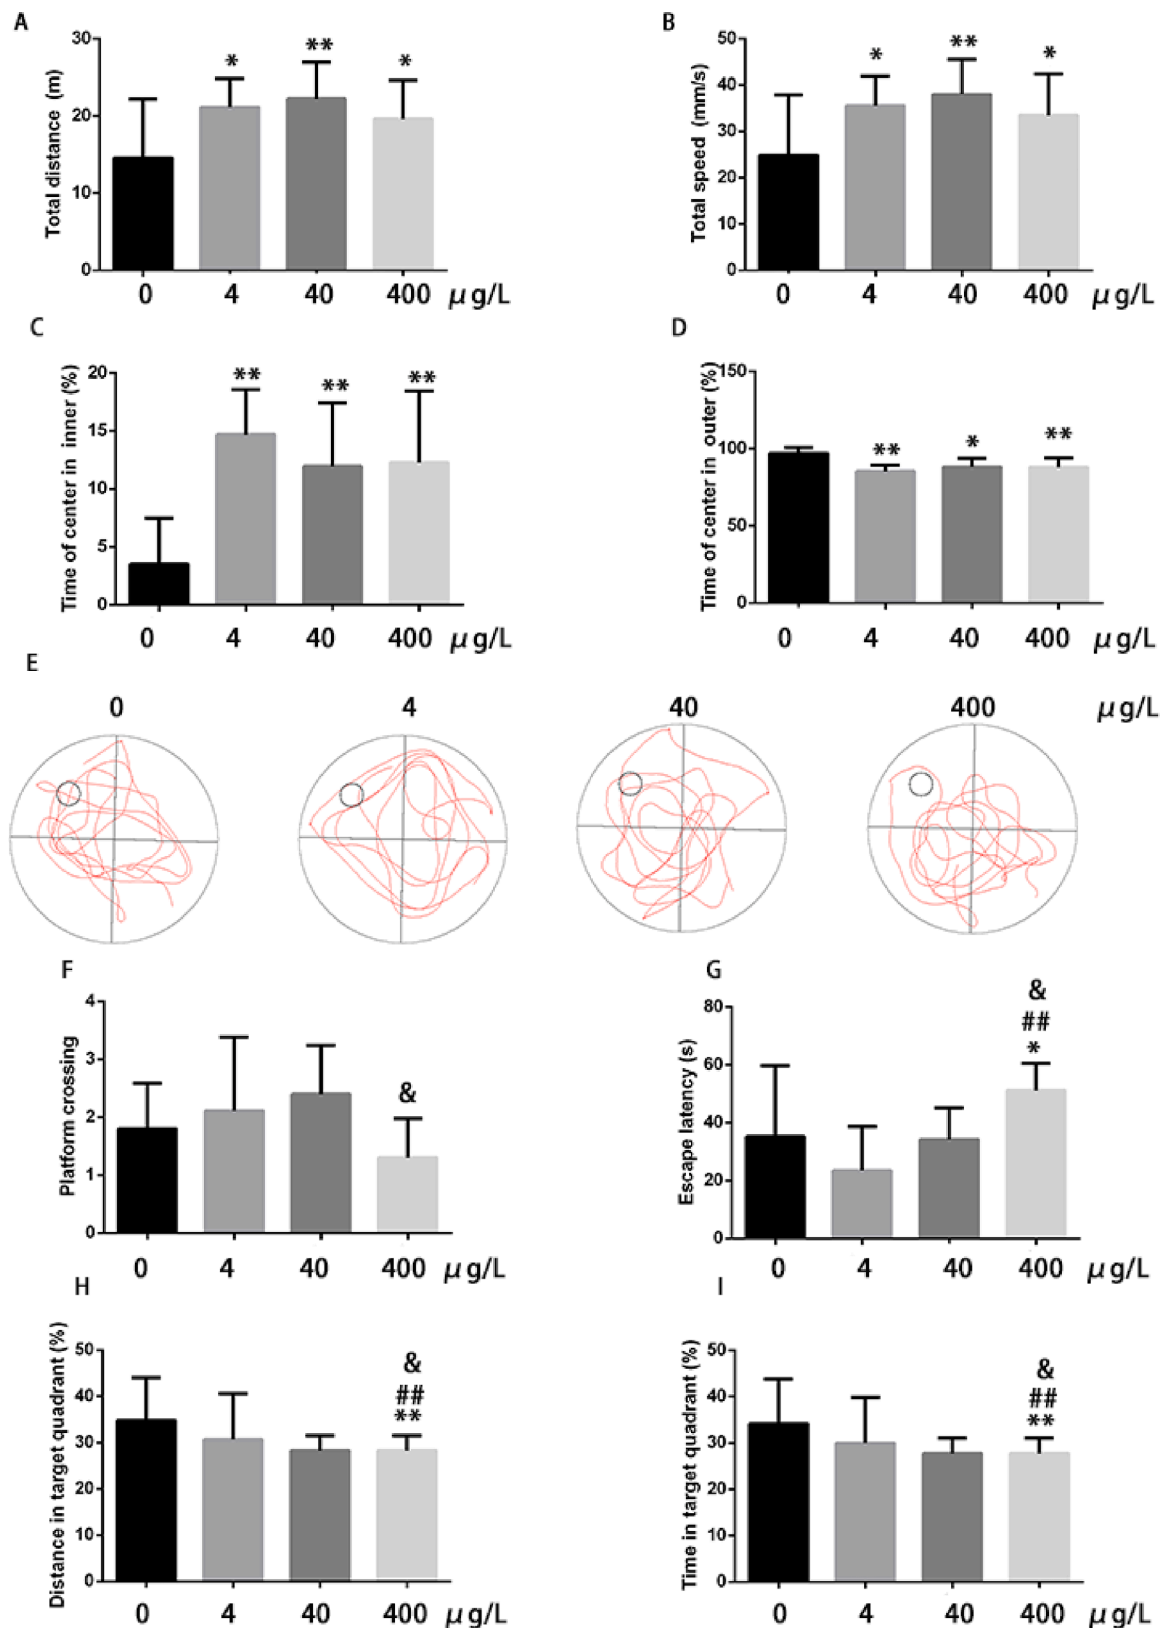 A
Total distance (m)
30
20
10
0
*
**
*
0 4 40 400 μg/L
B
Total speed (mm/s)
50
40
30
20
10
0
*
**
*
0 4 40 400 μg/L
C
Time of center in inner (%)
20
15
10
5
0
**
**
**
0 4 40 400 μg/L
D
Time of center in outer (%)
150
100
50
0
**
*
**
0 4 40 400 μg/L
E
0 4 40 400 μg/L
F
Platform crossing
4
3
2
1
0
&
0 4 40 400 μg/L
G
Escape latency (s)
80
60
40
20
0
&
##
*
0 4 40 400 μg/L
H
Distance in target quadrant (%)
50
40
30
20
10
0
&
##
**
0 4 40 400 μg/L
I
Time in target quadrant (%)
50
40
30
20
10
0
&
##
**
0 4 40 400 μg/L